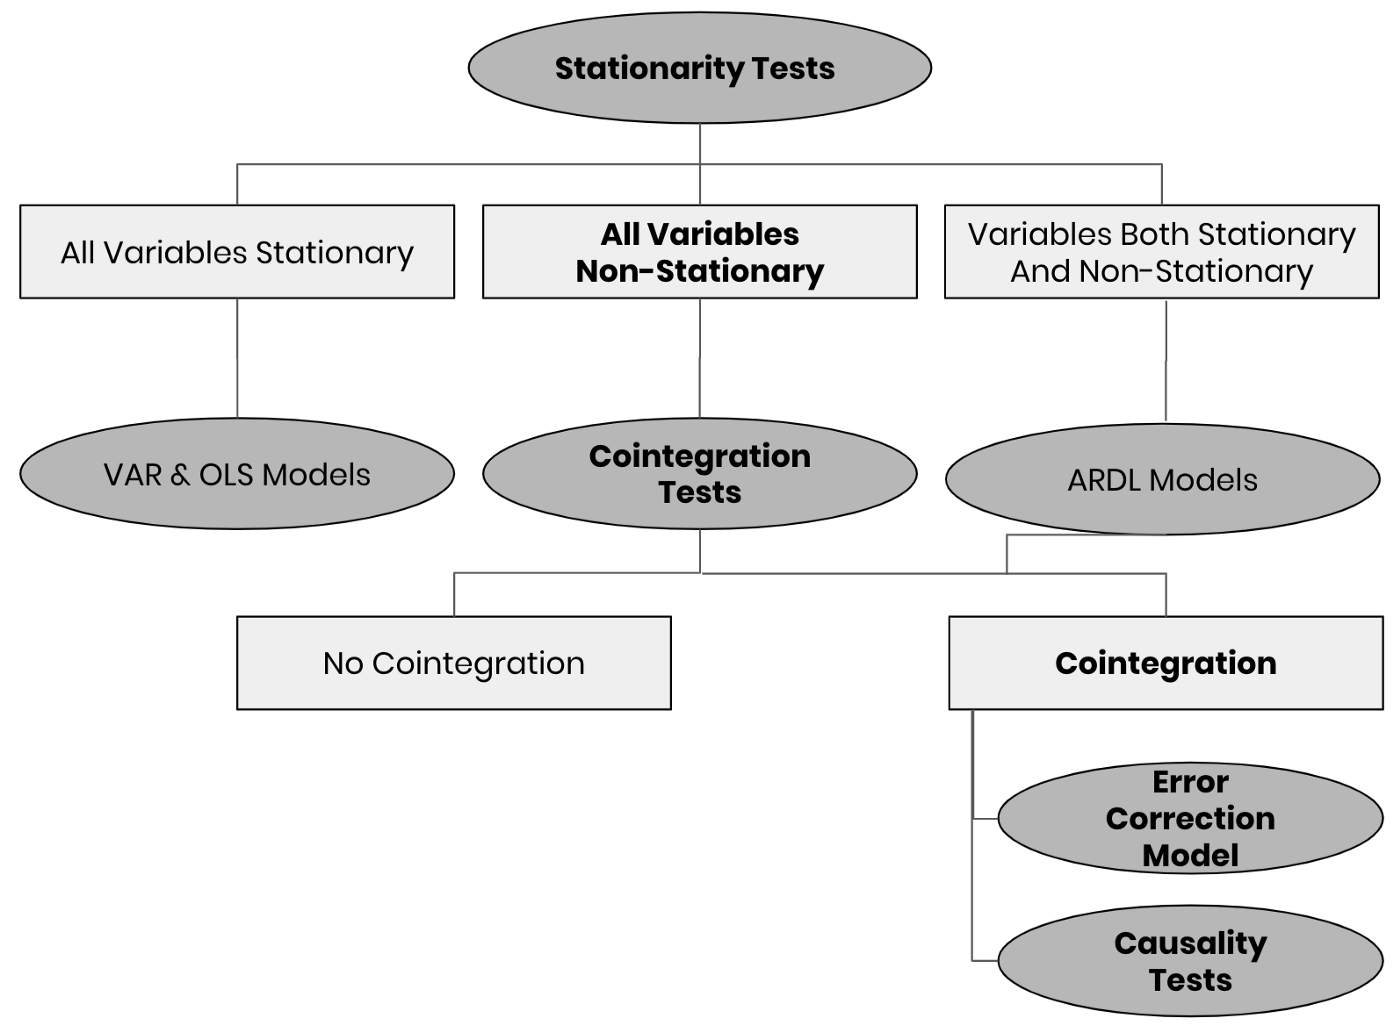 Stationarity Tests
All Variables Stationary
All Variables
Non-Stationary
Variables Both Stationary
And Non-Stationary
VAR & OLS Models
Cointegration
Tests
ARDL Models
No Cointegration
Cointegration
Error
Correction
Model
Causality
Tests